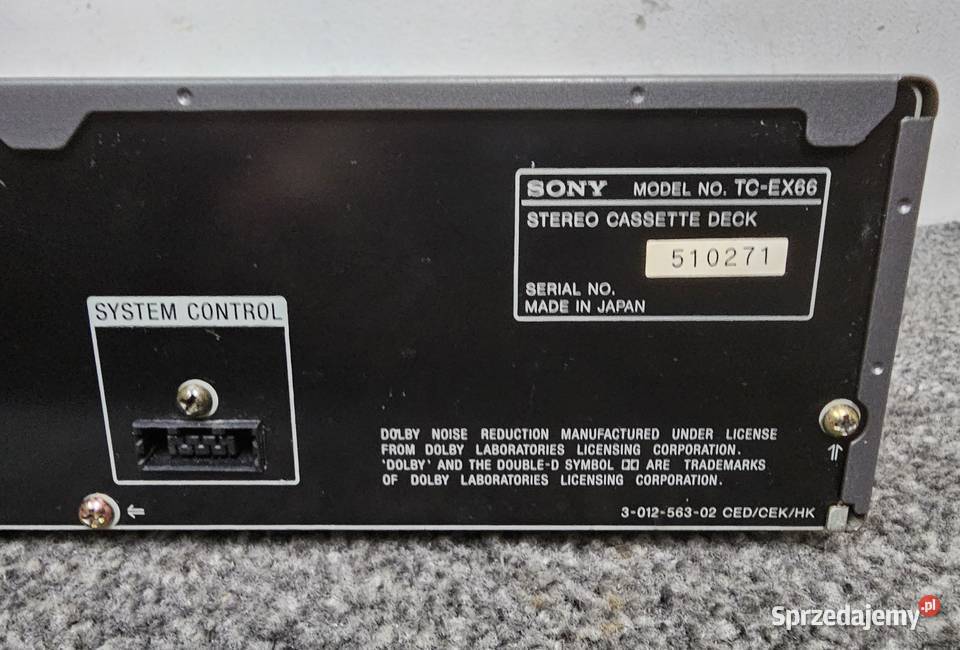 SONY MODEL NO. TC-EX66
STEREO CASSETTE DECK
510271
SERIAL NO.
MADE IN JAPAN
SYSTEM CONTROL
DOLBY NOISE REDUCTION MANUFACTURED UNDER LICENSE
FROM DOLBY LABORATORIES LICENSING CORPORATION.
'DOLBY' AND THE DOUBLE-D SYMBOL ARE TRADEMARKS
OF DOLBY LABORATORIES LICENSING CORPORATION.
3-012-563-02 CED/CEK/HK
Sprzedajemy.pl